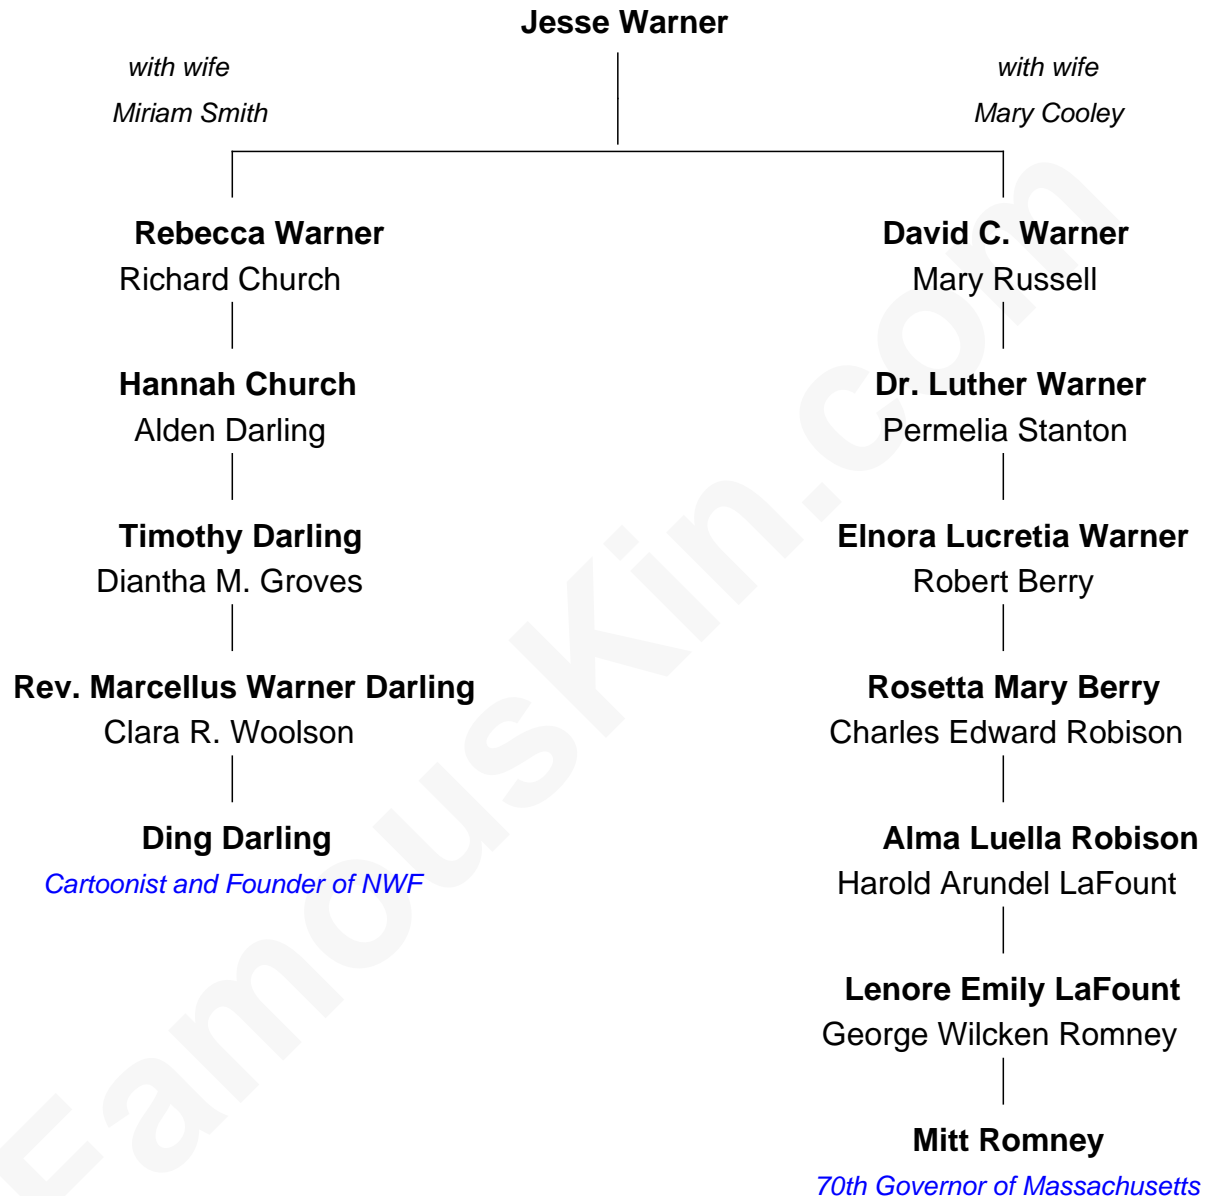 Jesse Warner
with wife
Miriam Smith
with wife
Mary Cooley
Rebecca Warner
Richard Church
Hannah Church
Alden Darling
Timothy Darling
Diantha M. Groves
Rev. Marcellus Warner Darling
Clara R. Woolson
Ding Darling
Cartoonist and Founder of NWF
David C. Warner
Mary Russell
Dr. Luther Warner
Permelia Stanton
Elnora Lucretia Warner
Robert Berry
Rosetta Mary Berry
Charles Edward Robison
Alma Luella Robison
Harold Arundel LaFount
Lenore Emily LaFount
George Wilcken Romney
Mitt Romney
70th Governor of Massachusetts
FamousKin.com